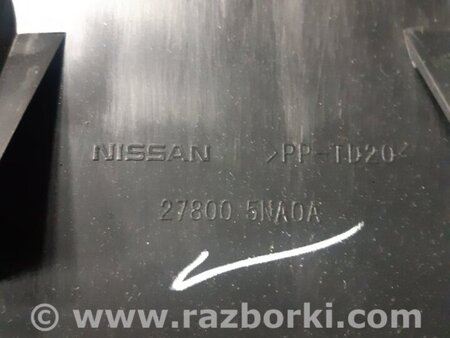 NISSAN >PP-TD20<
27800 5NA0A
© www.razborki.com